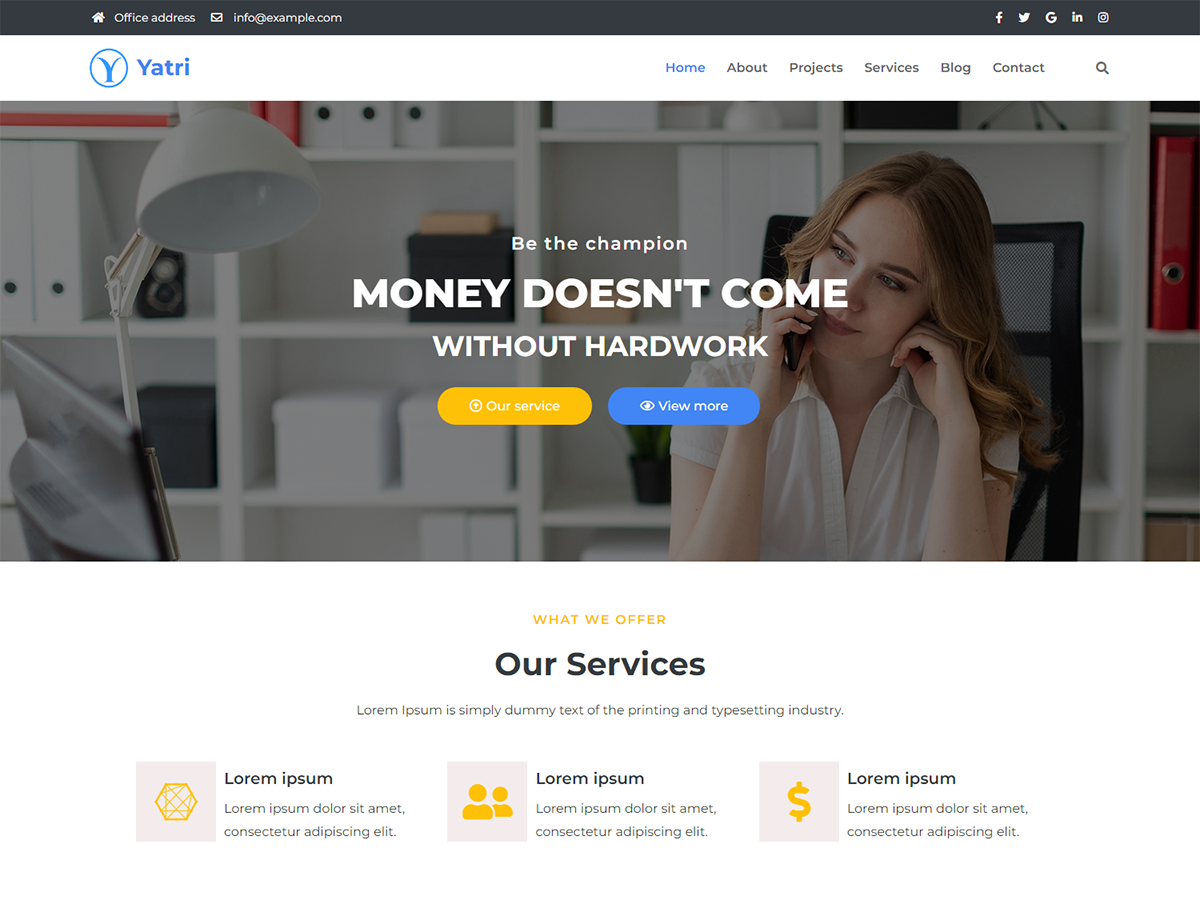 Office address info@example.com
Yatri
Home About Projects Services Blog Contact
Be the champion
MONEY DOESN'T COME
WITHOUT HARDWORK
Our service View more
WHAT WE OFFER
Our Services
Lorem Ipsum is simply dummy text of the printing and typesetting industry.
Lorem ipsum
Lorem ipsum dolor sit amet,
consectetur adipiscing elit.
Lorem ipsum
Lorem ipsum dolor sit amet,
consectetur adipiscing elit.
Lorem ipsum
Lorem ipsum dolor sit amet,
consectetur adipiscing elit.